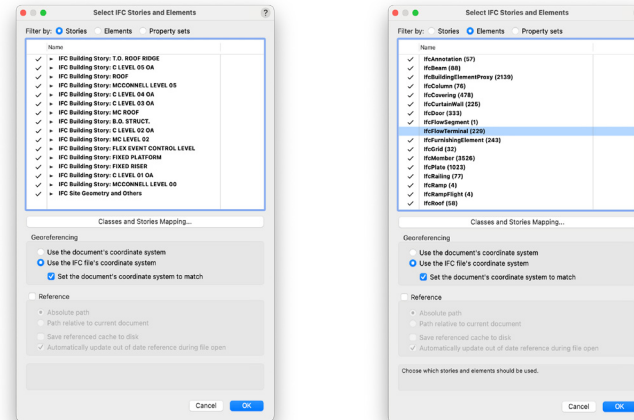 Select IFC Stories and Elements
?
Filter by: Stories Elements Property sets
Name
IFC Building Story: T.O. ROOF RIDGE
IFC Building Story: C LEVEL 05 OA
IFC Building Story: ROOF
IFC Building Story: MCCONNELL LEVEL 05
IFC Building Story: C LEVEL 04 OA
IFC Building Story: C LEVEL 03 OA
IFC Building Story: MC ROOF
IFC Building Story: B.O. STRUCT.
IFC Building Story: C LEVEL 02 OA
IFC Building Story: MC LEVEL 02
IFC Building Story: FLEX EVENT CONTROL LEVEL
IFC Building Story: FIXED PLATFORM
IFC Building Story: FIXED RISER
IFC Building Story: C LEVEL 01 OA
IFC Building Story: MCCONNELL LEVEL 00
IFC Site Geometry and Others
Classes and Stories Mapping...
Georeferencing
Use the document's coordinate system
Use the IFC file's coordinate system
Set the document's coordinate system to match
Reference
Absolute path
Path relative to current document
Save referenced cache to disk
Automatically update out of date reference during file open
Cancel OK
Select IFC Stories and Elements
Filter by: Stories Elements Property sets
Name
IfcAnnotation (57)
IfcBeam (88)
IfcBuildingElementProxy (2139)
IfcColumn (76)
IfcCovering (478)
IfcCurtainWall (225)
IfcDoor (333)
IfcFlowSegment (1)
IfcFlowTerminal (229)
IfcFurnishingElement (243)
IfcGrid (32)
IfcMember (3526)
IfcPlate (1023)
IfcRailing (77)
IfcRamp (4)
IfcRampFlight (4)
IfcRoof (58)
Classes and Stories Mapping...
Georeferencing
Use the document's coordinate system
Use the IFC file's coordinate system
Set the document's coordinate system to match
Reference
Absolute path
Path relative to current document
Save referenced cache to disk
Automatically update out of date reference during file open
Choose which stories and elements should be used.
Cancel OK